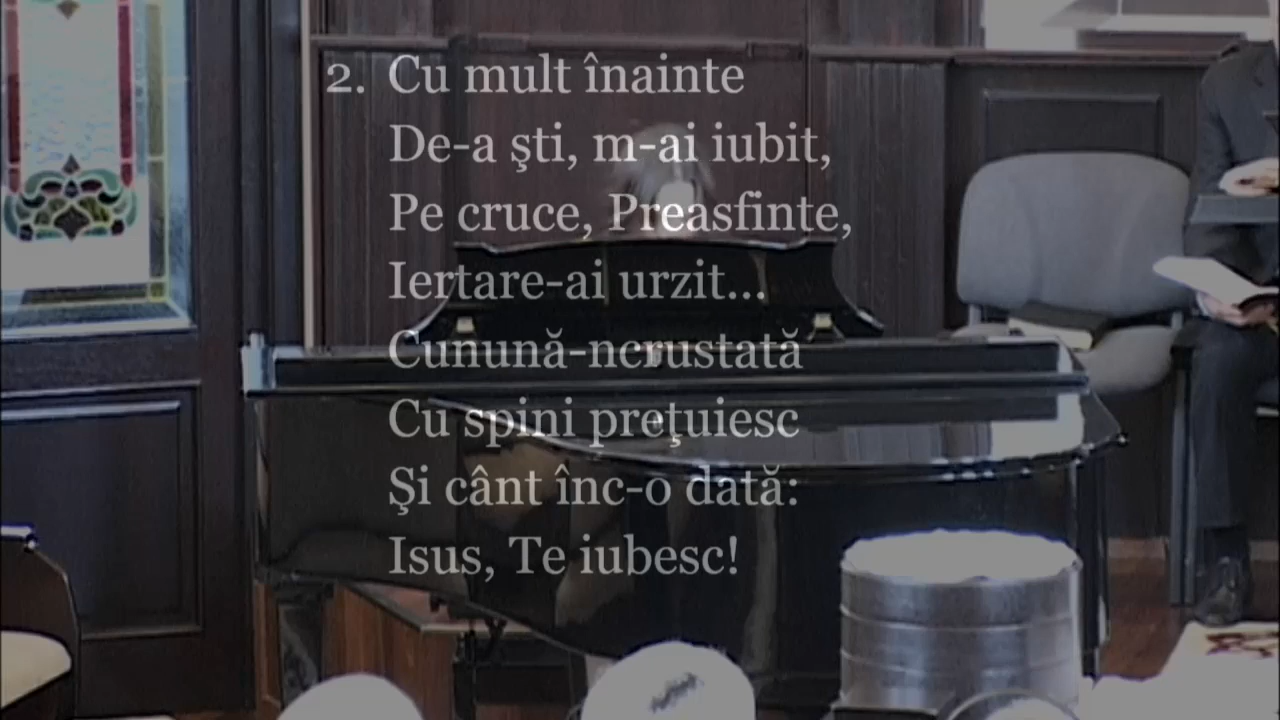 2. Cu mult înainte
De-a şti, m-ai iubit,
Pe cruce, Preasfinte,
Iertare-ai urzit...
Cunună-ncrustată
Cu spini preţuiesc
Şi cânt înc-o dată:
Isus, Te iubesc!